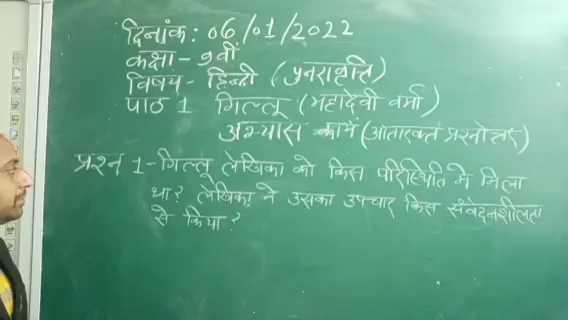 दिनांक: 06/01/2022
कक्षा - 9वीं
विषय - हिन्दी (पुनरावृत्ति)
पाठ 1 गिल्लू (महादेवी वर्मा)
अभ्यास कार्य (अतिरिक्त प्रश्नोत्तर)
प्रश्न 1 - गिल्लू लेखिका को किस परिस्थिति में मिला
था? लेखिका ने उसका उपचार किस संवेदनशीलता
से किया?